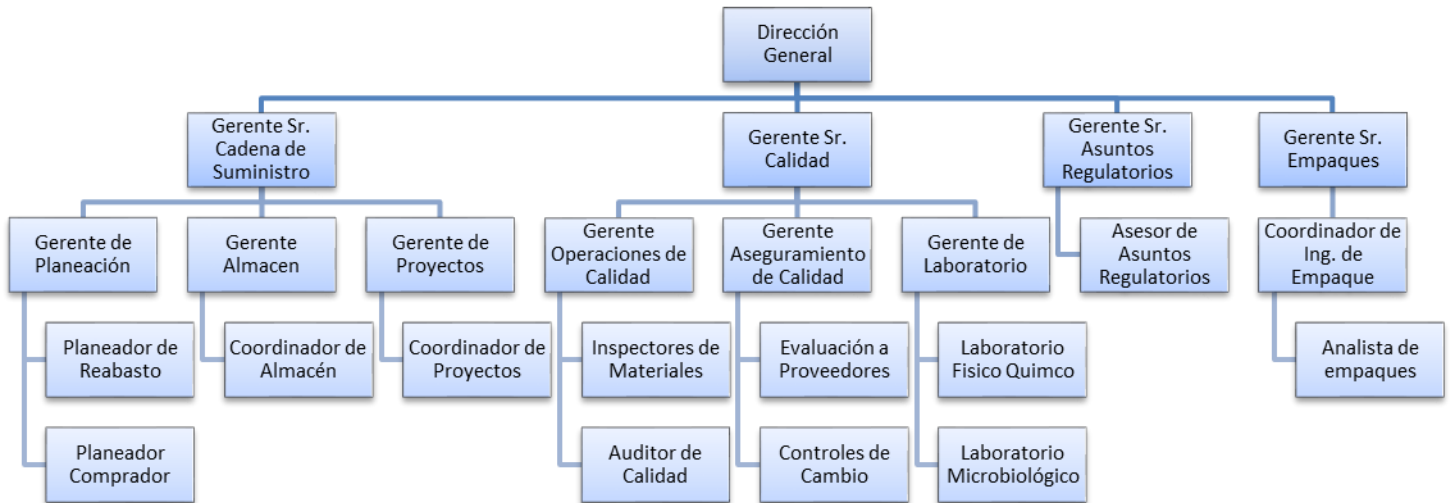 Dirección
General
Gerente Sr.
Cadena de
Suministro
Gerente Sr.
Calidad
Gerente Sr.
Asuntos
Regulatorios
Gerente Sr.
Empaques
Gerente de
Planeación
Gerente
Almacen
Gerente de
Proyectos
Gerente
Operaciones de
Calidad
Gerente
Aseguramiento
de Calidad
Gerente de
Laboratorio
Asesor de
Asuntos
Regulatorios
Coordinador de
Ing. de
Empaque
Planeador de
Reabasto
Coordinador de
Almacén
Coordinador de
Proyectos
Inspectores de
Materiales
Evaluación a
Proveedores
Laboratorio
Fisico Quimco
Analista de
empaques
Planeador
Comprador
Auditor de
Calidad
Controles de
Cambio
Laboratorio
Microbiológico